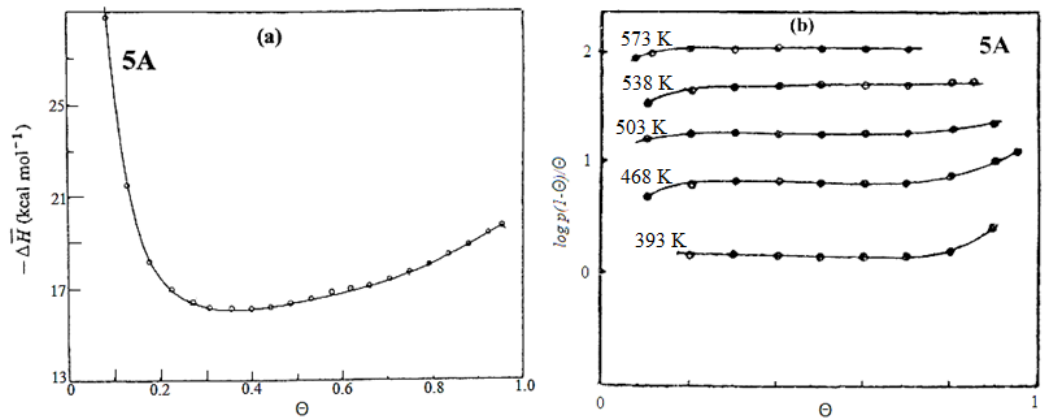 (a)
5A
−ΔH̅ (kcal mol⁻¹)
25
21
17
13
0
0.2
0.4
0.6
0.8
1.0
Θ
(b)
5A
573 K
538 K
503 K
468 K
393 K
log p(1-Θ)/Θ
2
1
0
0
Θ
1